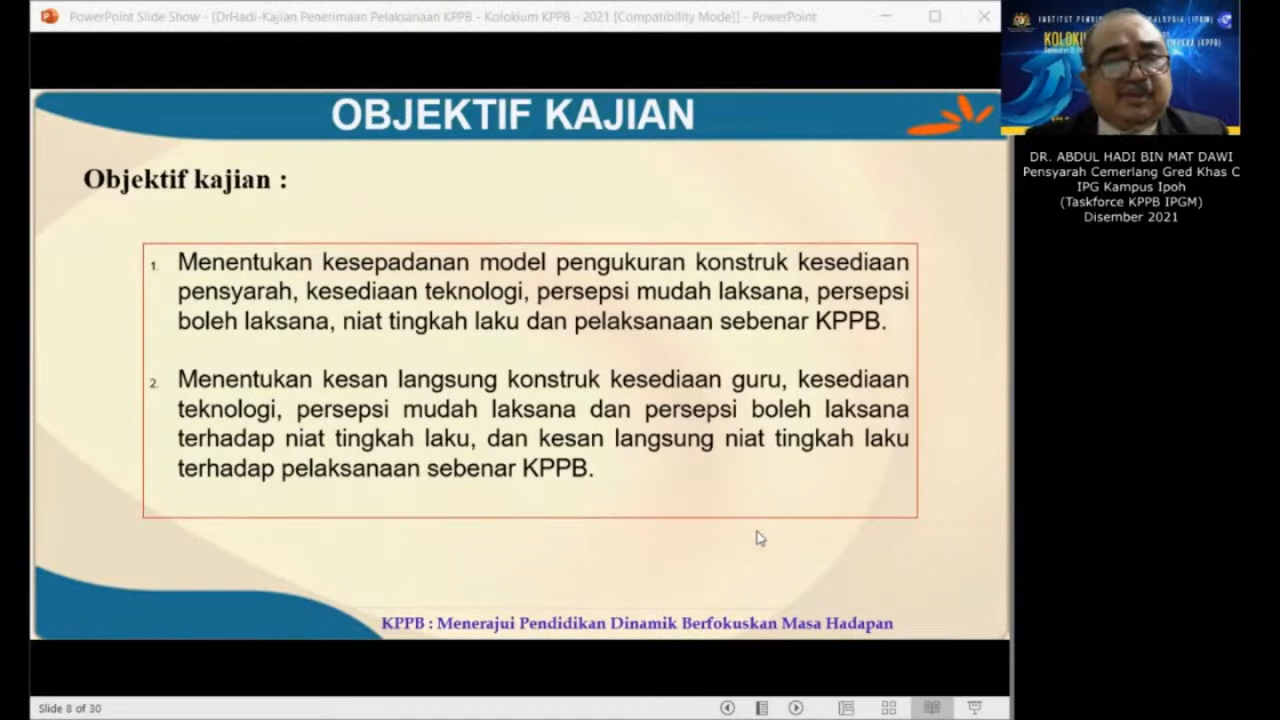 PowerPoint Slide Show - [DrHadi-Kajian Penerimaan Pelaksanaan KPPB - Kolokium KPPB - 2021 [Compatibility Mode]] - PowerPoint
OBJEKTIF KAJIAN
Objektif kajian :
1. Menentukan kesepadanan model pengukuran konstruk kesediaan
pensyarah, kesediaan teknologi, persepsi mudah laksana, persepsi
boleh laksana, niat tingkah laku dan pelaksanaan sebenar KPPB.
2. Menentukan kesan langsung konstruk kesediaan guru, kesediaan
teknologi, persepsi mudah laksana dan persepsi boleh laksana
terhadap niat tingkah laku, dan kesan langsung niat tingkah laku
terhadap pelaksanaan sebenar KPPB.
KPPB : Menerajui Pendidikan Dinamik Berfokuskan Masa Hadapan
Slide 8 of 30
INSTITUT
(IPGM)
(KPPB)
DR. ABDUL HADI BIN MAT DAWI
Pensyarah Cemerlang Gred Khas C
IPG Kampus Ipoh
(Taskforce KPPB IPGM)
Disember 2021